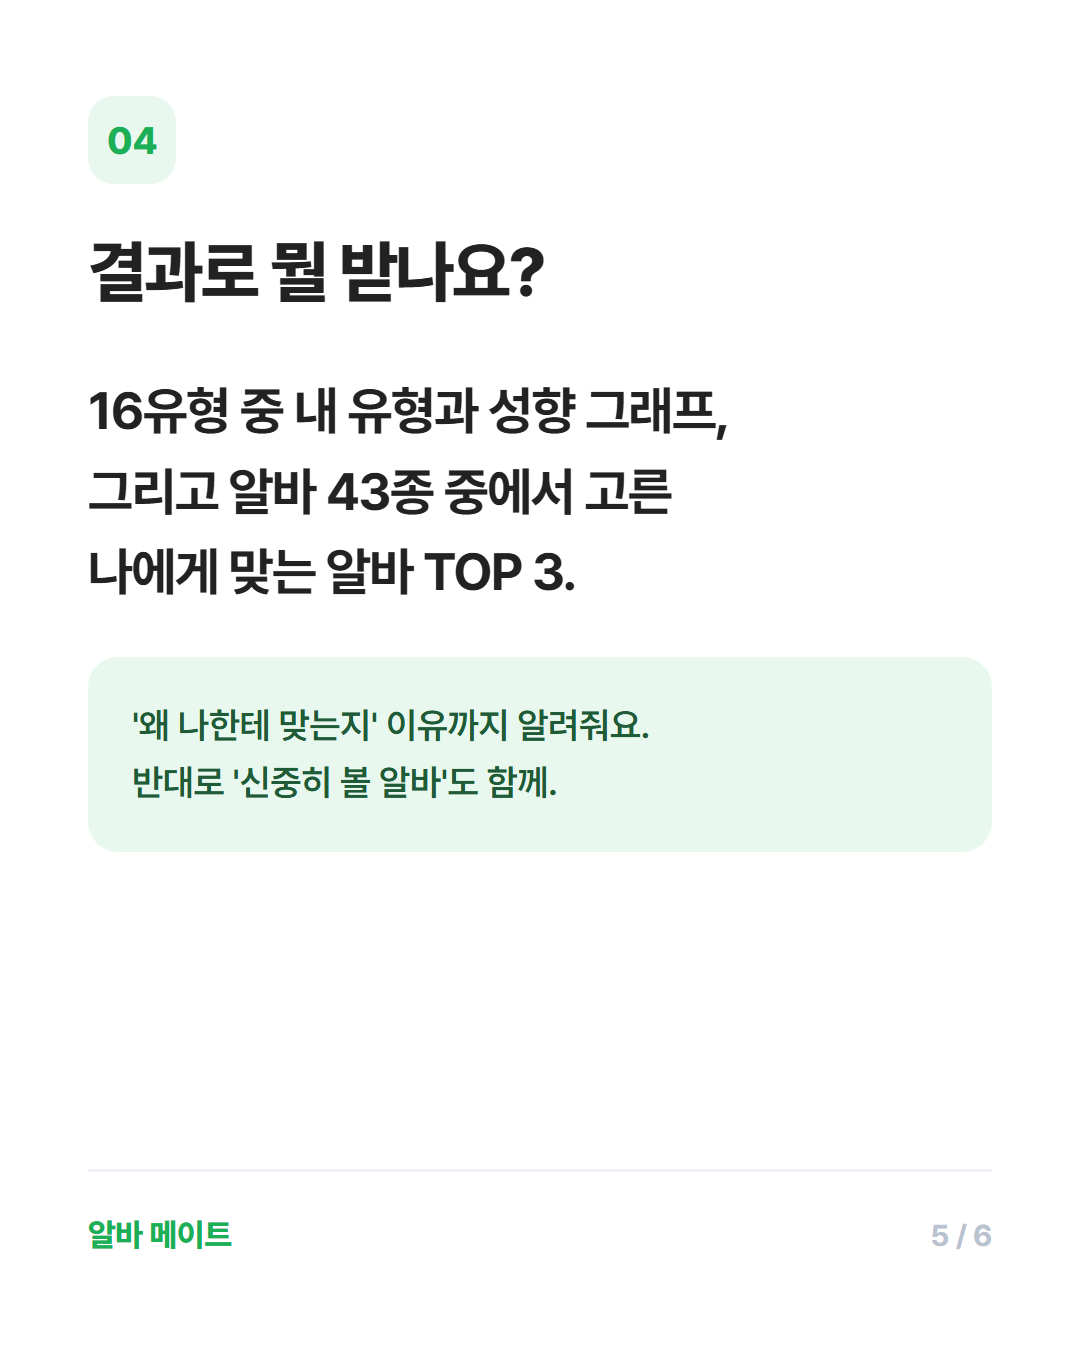 04
결과로 뭘 받나요?
16유형 중 내 유형과 성향 그래프,
그리고 알바 43종 중에서 고른
나에게 맞는 알바 TOP 3.
'왜 나한테 맞는지' 이유까지 알려줘요.
반대로 '신중히 볼 알바'도 함께.
알바 메이트
5 / 6